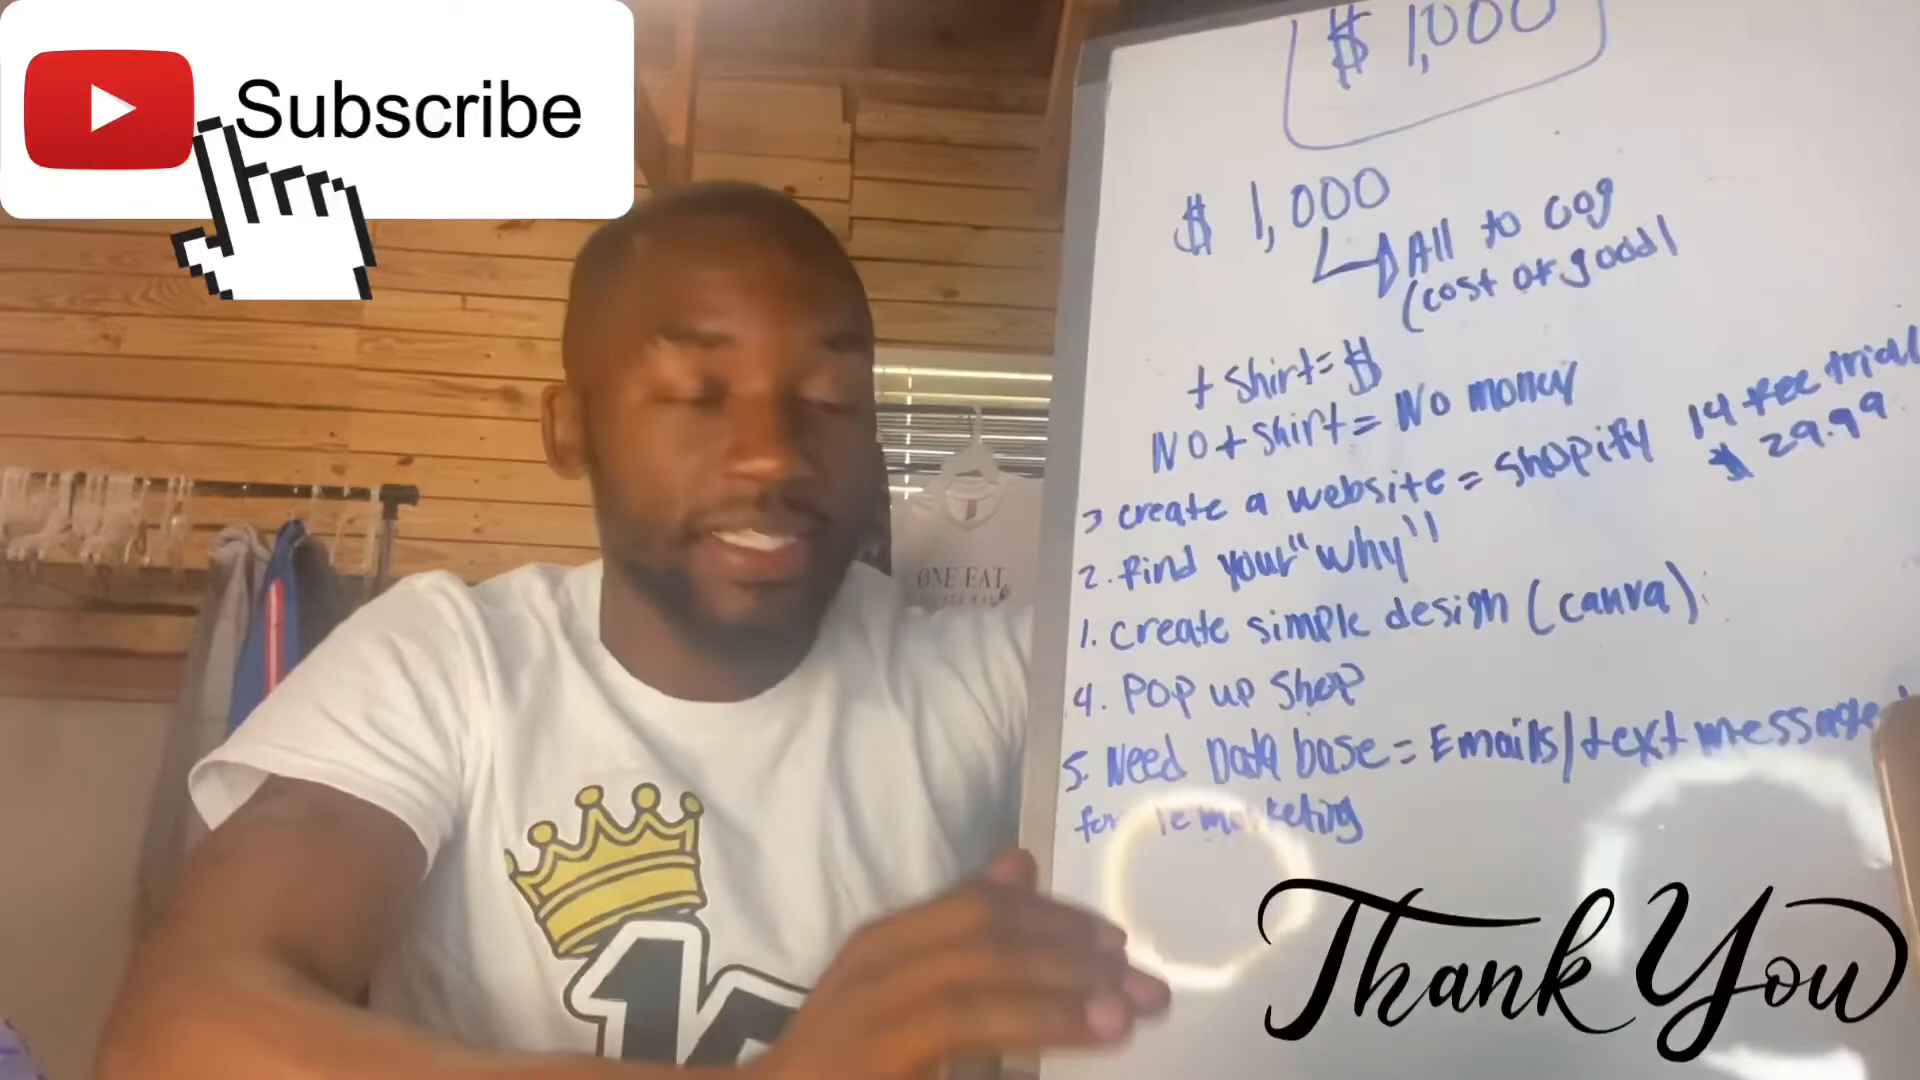 Subscribe
$ 1,000
$ 1,000
All to cog
(cost of good)
t shirt = $
No t shirt = No money
3 create a website = shopify 14 free trial
$ 29.99
2. find your "why"
1. create simple design (canva)
4. Pop up shop
5. Need Data base = Emails/text message
for remarketing
ONE EAT
Thank You